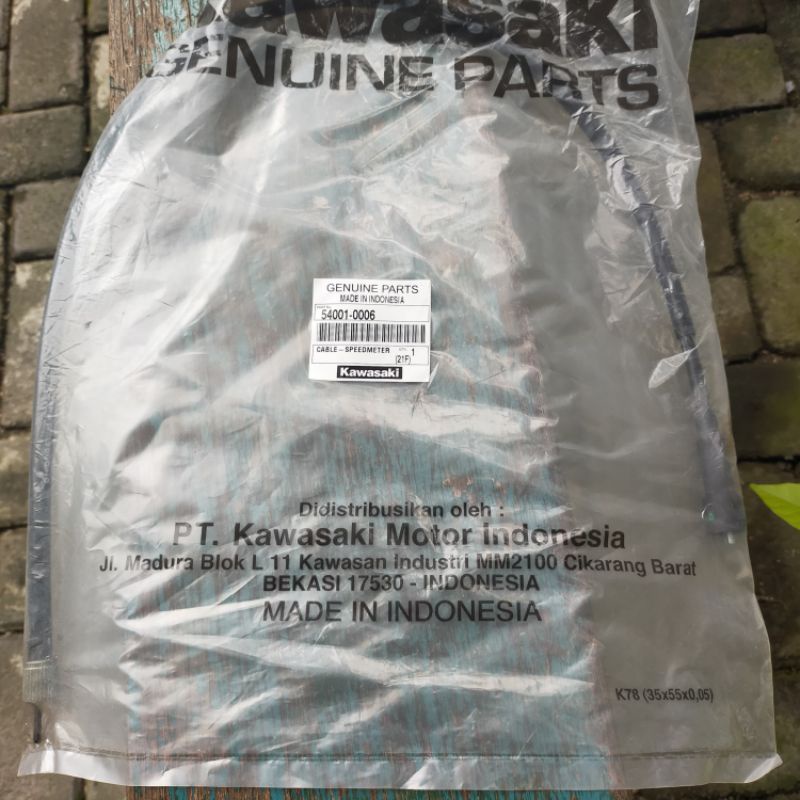 Kawasaki
GENUINE PARTS
GENUINE PARTS
MADE IN INDONESIA
54001-0006
CABLE-SPEEDMETER 1
(21F)
Kawasaki
Didistribusikan oleh :
PT. Kawasaki Motor Indonesia
Jl. Madura Blok L 11 Kawasan Industri MM2100 Cikarang Barat
BEKASI 17530 - INDONESIA
MADE IN INDONESIA
K78 (35x55x0,05)